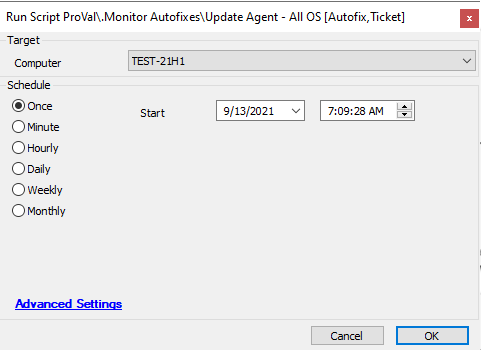 Run Script ProVal\.Monitor Autofixes\Update Agent - All OS [Autofix,Ticket]
x
Target
Computer
TEST-21H1
Schedule
Once
Start
9/13/2021
7:09:28 AM
Minute
Hourly
Daily
Weekly
Monthly
Advanced Settings
Cancel
OK